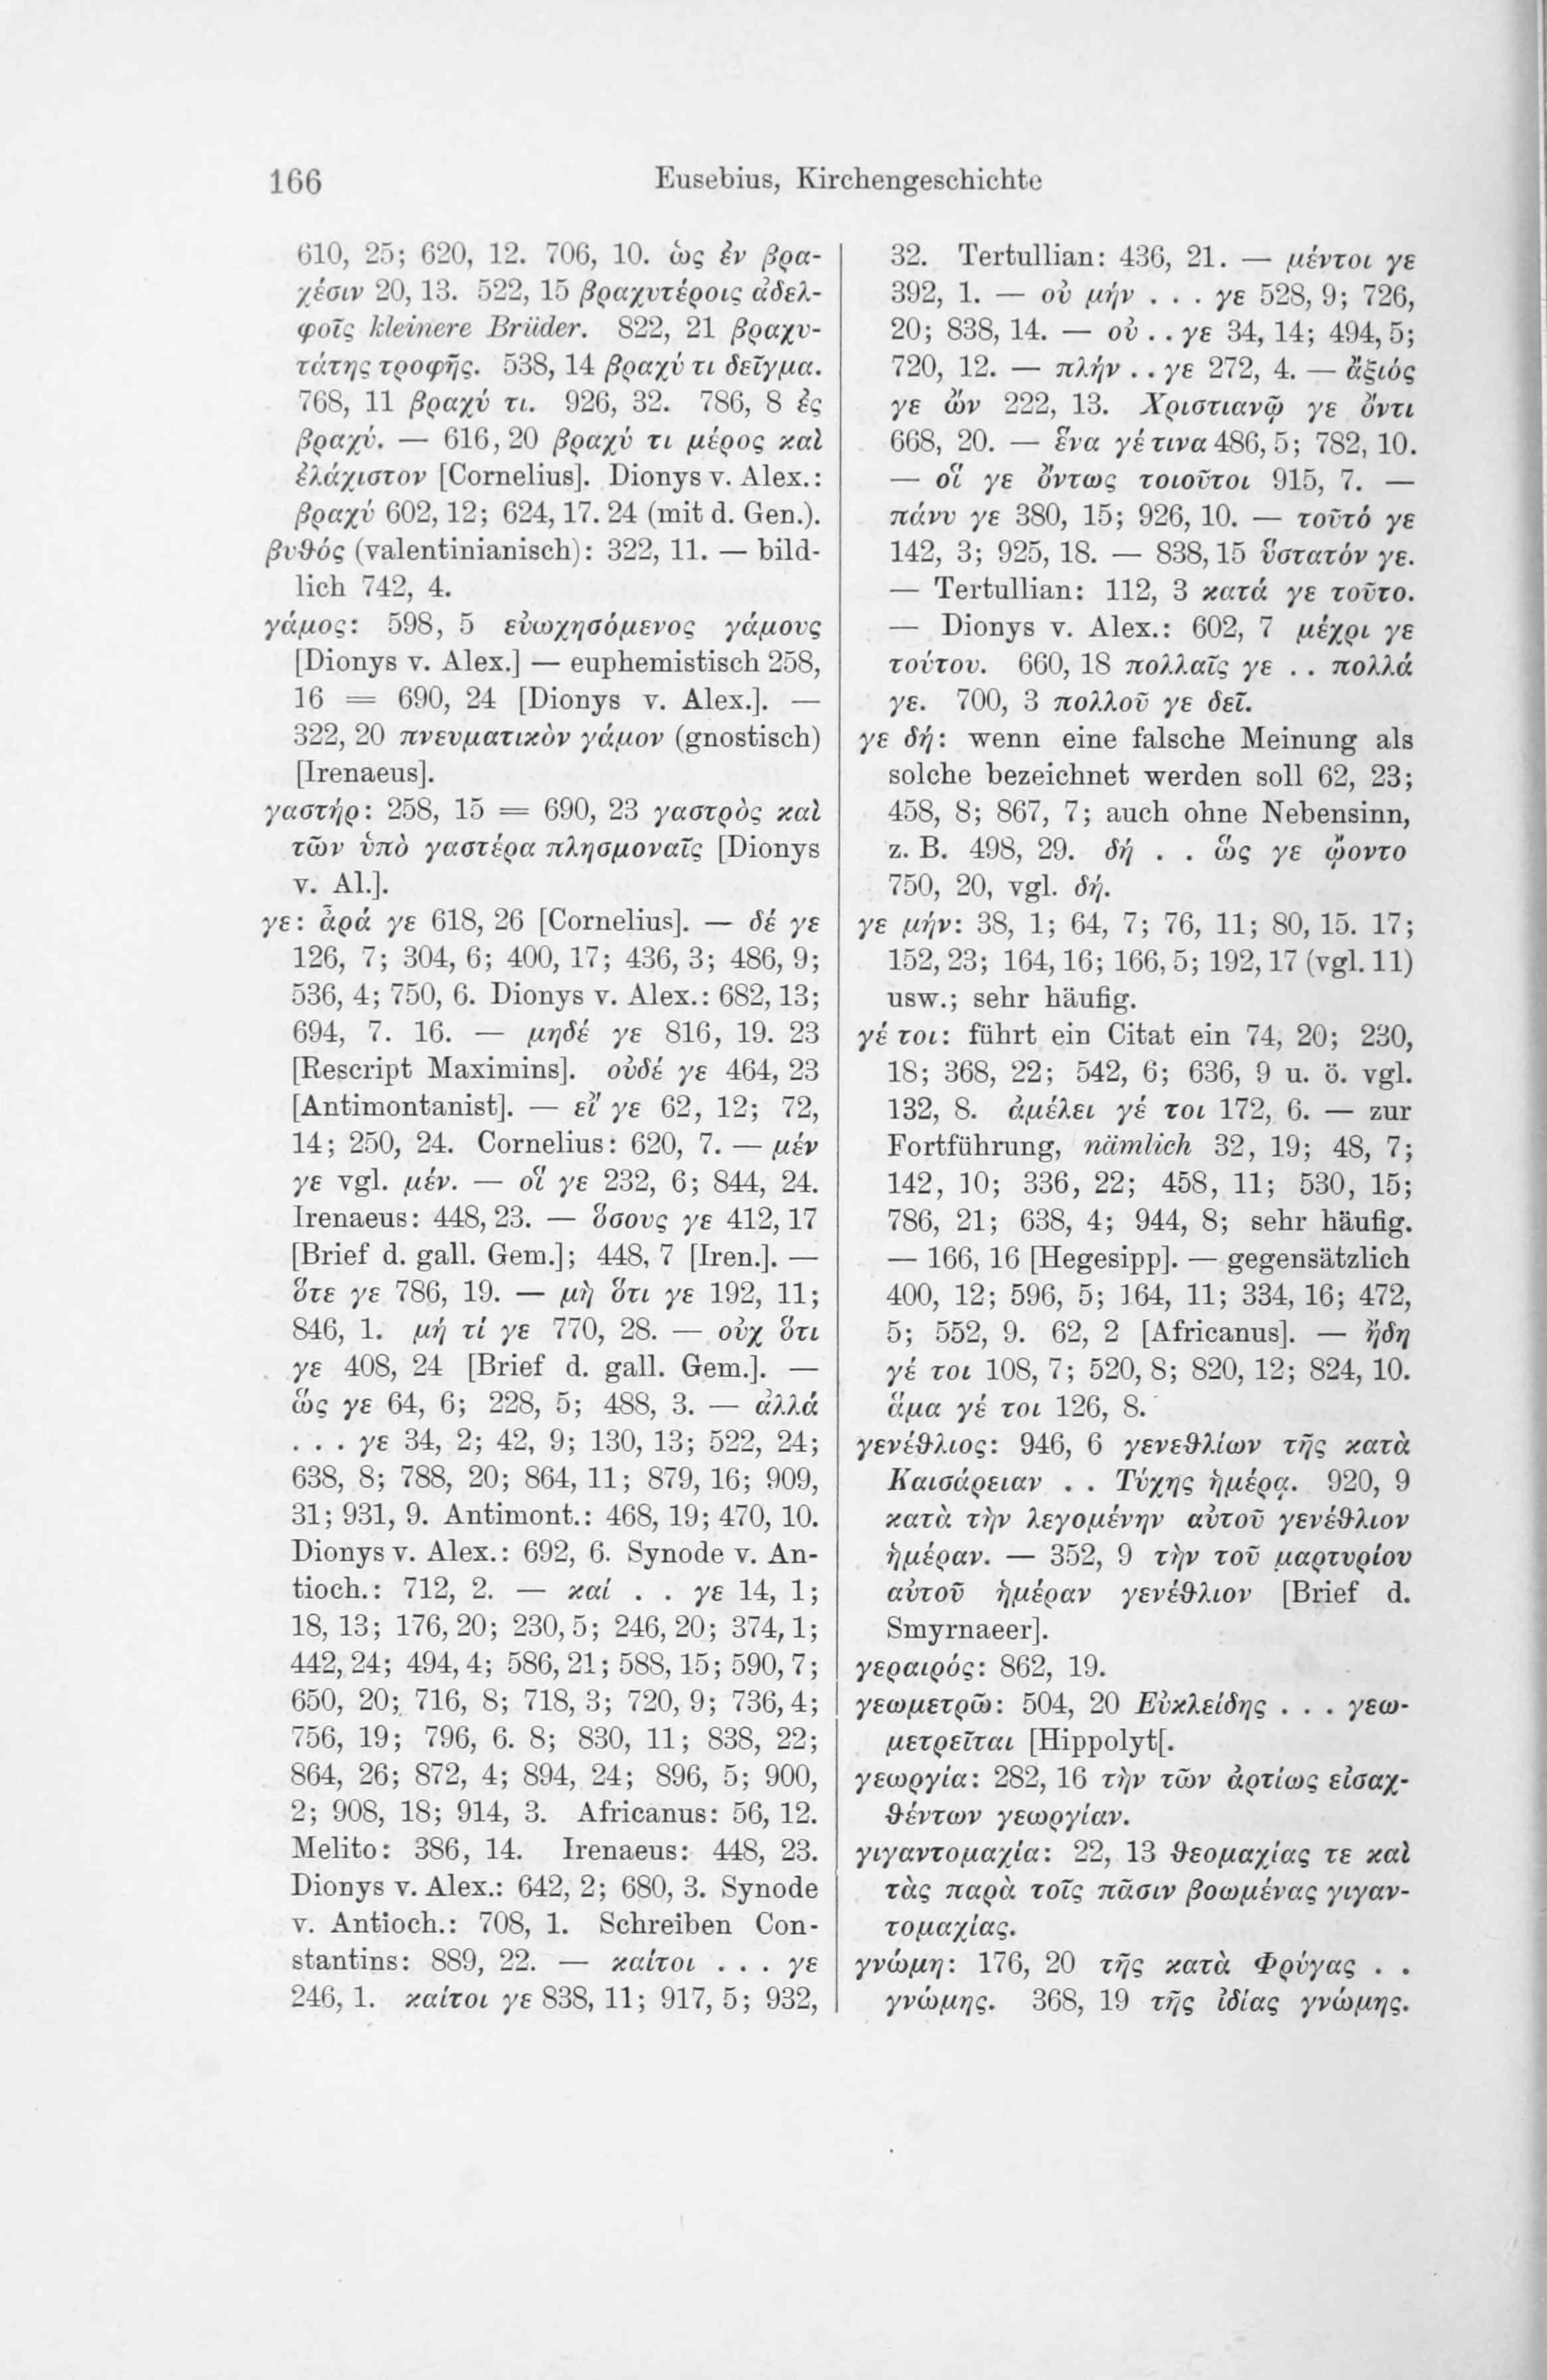 166
Eusebius, Kirchengeschichte
610, 25; 620, 12. 706, 10. ὡς ἐν βρα-
χέσιν 20, 13. 522, 15 βραχυτέροις ἀδελ-
φοῖς kleinere Brüder. 822, 21 βραχυ-
τάτης τροφῆς. 538, 14 βραχύ τι δεῖγμα.
768, 11 βραχύ τι. 926, 32. 786, 8 ἐς
βραχύ. — 616, 20 βραχύ τι μέρος καὶ
ἐλάχιστον [Cornelius]. Dionys v. Alex.:
βραχύ 602, 12; 624, 17. 24 (mit d. Gen.).
βυθός (valentinianisch): 322, 11. — bild-
lich 742, 4.
γάμος: 598, 5 εὐωχησόμενος γάμους
[Dionys v. Alex.] — euphemistisch 258,
16 = 690, 24 [Dionys v. Alex.]. —
322, 20 πνευματικὸν γάμον (gnostisch)
[Irenaeus].
γαστήρ: 258, 15 = 690, 23 γαστρὸς καὶ
τῶν ὑπὸ γαστέρα πλησμοναῖς [Dionys
v. Al.].
γε: ἆρά γε 618, 26 [Cornelius]. — δέ γε
126, 7; 304, 6; 400, 17; 436, 3; 486, 9;
536, 4; 750, 6. Dionys v. Alex.: 682, 13;
694, 7. 16. — μηδέ γε 816, 19. 23
[Rescript Maximins]. οὐδέ γε 464, 23
[Antimontanist]. — εἴ γε 62, 12; 72,
14; 250, 24. Cornelius: 620, 7. — μέν
γε vgl. μέν. — οἵ γε 232, 6; 844, 24.
Irenaeus: 448, 23. — ὅσους γε 412, 17
[Brief d. gall. Gem.]; 448, 7 [Iren.]. —
ὅτε γε 786, 19. — μὴ ὅτι γε 192, 11;
846, 1. μή τί γε 770, 28. — οὐχ ὅτι
γε 408, 24 [Brief d. gall. Gem.]. —
ὥς γε 64, 6; 228, 5; 488, 3. — ἀλλά
. . . γε 34, 2; 42, 9; 130, 13; 522, 24;
638, 8; 788, 20; 864, 11; 879, 16; 909,
31; 931, 9. Antimont.: 468, 19; 470, 10.
Dionys v. Alex.: 692, 6. Synode v. An-
tioch.: 712, 2. — καί . . γε 14, 1;
18, 13; 176, 20; 230, 5; 246, 20; 374, 1;
442, 24; 494, 4; 586, 21; 588, 15; 590, 7;
650, 20; 716, 8; 718, 3; 720, 9; 736, 4;
756, 19; 796, 6. 8; 830, 11; 838, 22;
864, 26; 872, 4; 894, 24; 896, 5; 900,
2; 908, 18; 914, 3. Africanus: 56, 12.
Melito: 386, 14. Irenaeus: 448, 23.
Dionys v. Alex.: 642, 2; 680, 3. Synode
v. Antioch.: 708, 1. Schreiben Con-
stantins: 889, 22. — καίτοι . . . γε
246, 1. καίτοι γε 838, 11; 917, 5; 932,
32. Tertullian: 436, 21. — μέντοι γε
392, 1. — οὐ μήν . . . γε 528, 9; 726,
20; 838, 14. — οὐ . . γε 34, 14; 494, 5;
720, 12. — πλήν . . γε 272, 4. — ἄξιός
γε ὤν 222, 13. Χριστιανῷ γε ὄντι
668, 20. — ἕνα γέ τινα 486, 5; 782, 10.
— οἵ γε ὄντως τοιοῦτοι 915, 7. —
πάνυ γε 380, 15; 926, 10. — τοῦτό γε
142, 3; 925, 18. — 838, 15 ὕστατόν γε.
— Tertullian: 112, 3 κατά γε τοῦτο.
— Dionys v. Alex.: 602, 7 μέχρι γε
τούτου. 660, 18 πολλαῖς γε . . πολλά
γε. 700, 3 πολλοῦ γε δεῖ.
γε δή: wenn eine falsche Meinung als
solche bezeichnet werden soll 62, 23;
458, 8; 867, 7; auch ohne Nebensinn,
z. B. 498, 29. δή . . ὥς γε ᾤοντο
750, 20, vgl. δή.
γε μήν: 38, 1; 64, 7; 76, 11; 80, 15. 17;
152, 23; 164, 16; 166, 5; 192, 17 (vgl. 11)
usw.; sehr häufig.
γέ τοι: führt ein Citat ein 74, 20; 230,
18; 368, 22; 542, 6; 636, 9 u. ö. vgl.
132, 8. ἀμέλει γέ τοι 172, 6. — zur
Fortführung, nämlich 32, 19; 48, 7;
142, 10; 336, 22; 458, 11; 530, 15;
786, 21; 638, 4; 944, 8; sehr häufig.
— 166, 16 [Hegesipp]. — gegensätzlich
400, 12; 596, 5; 164, 11; 334, 16; 472,
5; 552, 9. 62, 2 [Africanus]. — ἤδη
γέ τοι 108, 7; 520, 8; 820, 12; 824, 10.
ἅμα γέ τοι 126, 8.
γενέθλιος: 946, 6 γενεθλίων τῆς κατὰ
Καισάρειαν . . Τύχης ἡμέρᾳ. 920, 9
κατὰ τὴν λεγομένην αὐτοῦ γενέθλιον
ἡμέραν. — 352, 9 τὴν τοῦ μαρτυρίου
αὐτοῦ ἡμέραν γενέθλιον [Brief d.
Smyrnaeer].
γεραιρός: 862, 19.
γεωμετρῶ: 504, 20 Εὐκλείδης . . . γεω-
μετρεῖται [Hippolyt[.
γεωργία: 282, 16 τὴν τῶν ἀρτίως εἰσαχ-
θέντων γεωργίαν.
γιγαντομαχία: 22, 13 θεομαχίας τε καὶ
τὰς παρὰ τοῖς πᾶσιν βοωμένας γιγαν-
τομαχίας.
γνώμη: 176, 20 τῆς κατὰ Φρύγας . .
γνώμης. 368, 19 τῆς ἰδίας γνώμης.